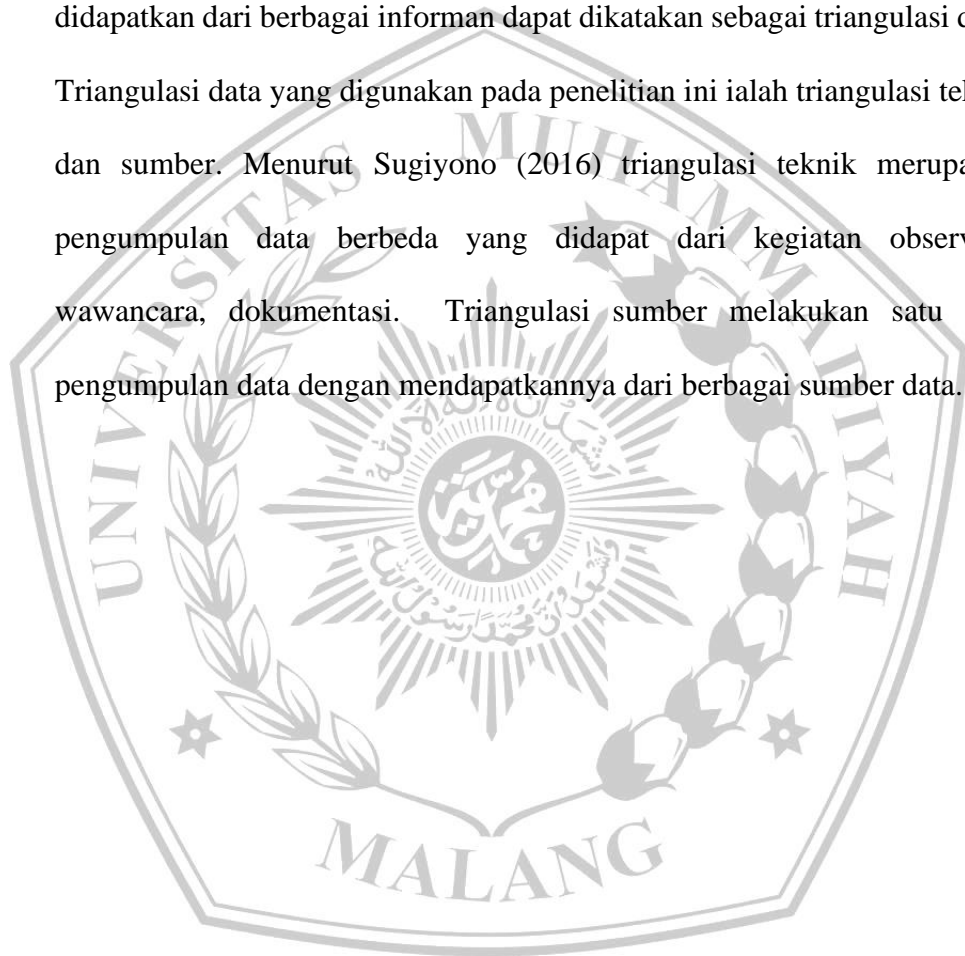 didapatkan dari berbagai informan dapat dikatakan sebagai triangulasi
Triangulasi data yang digunakan pada penelitian ini ialah triangulasi
dan sumber. Menurut Sugiyono (2016) triangulasi teknik
pengumpulan data berbeda yang didapat dari kegiatan
wawancara, dokumentasi. Triangulasi sumber melakukan satu
pengumpulan data dengan mendapatkannya dari berbagai sumber data.
UNIVERSITAS MUHAMMADIYAH
MALANG